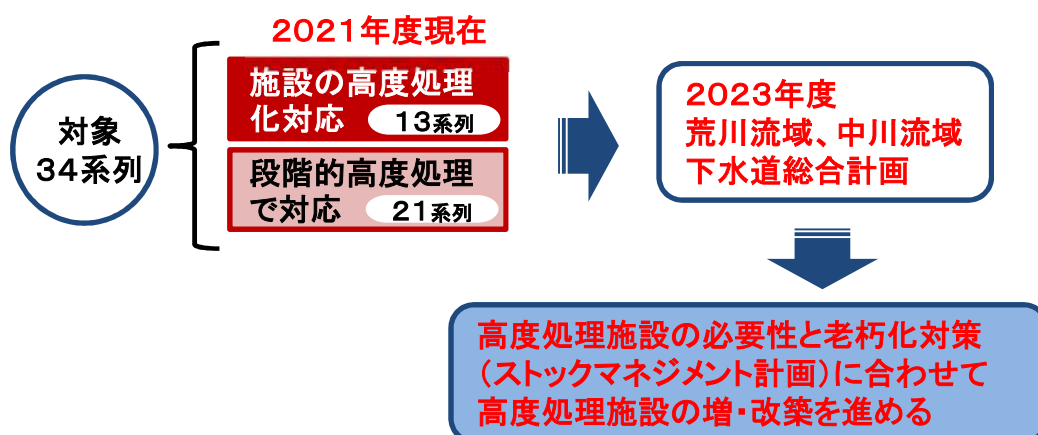 対象
34系列
2021年度現在
施設の高度処理
化対応 13系列
段階的高度処理
で対応 21系列
2023年度
荒川流域、中川流域
下水道総合計画
高度処理施設の必要性と老朽化対策
(ストックマネジメント計画)に合わせて
高度処理施設の増・改築を進める